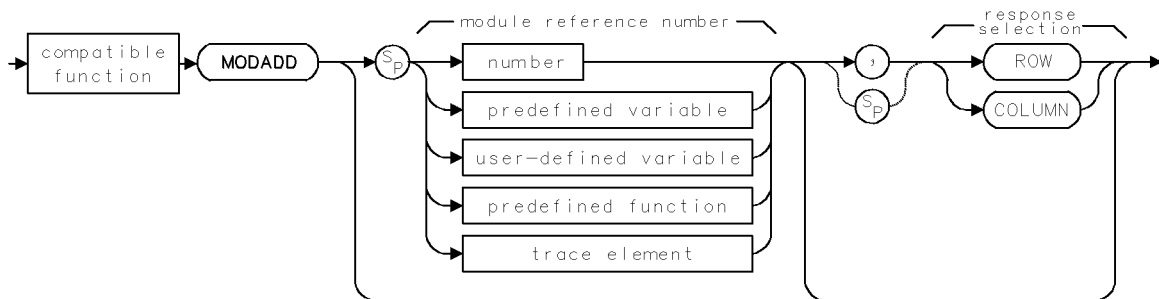 module reference number
response
selection
compatible
function
MODADD
SP
number
,
ROW
predefined variable
SP
COLUMN
user-defined variable
predefined function
trace element